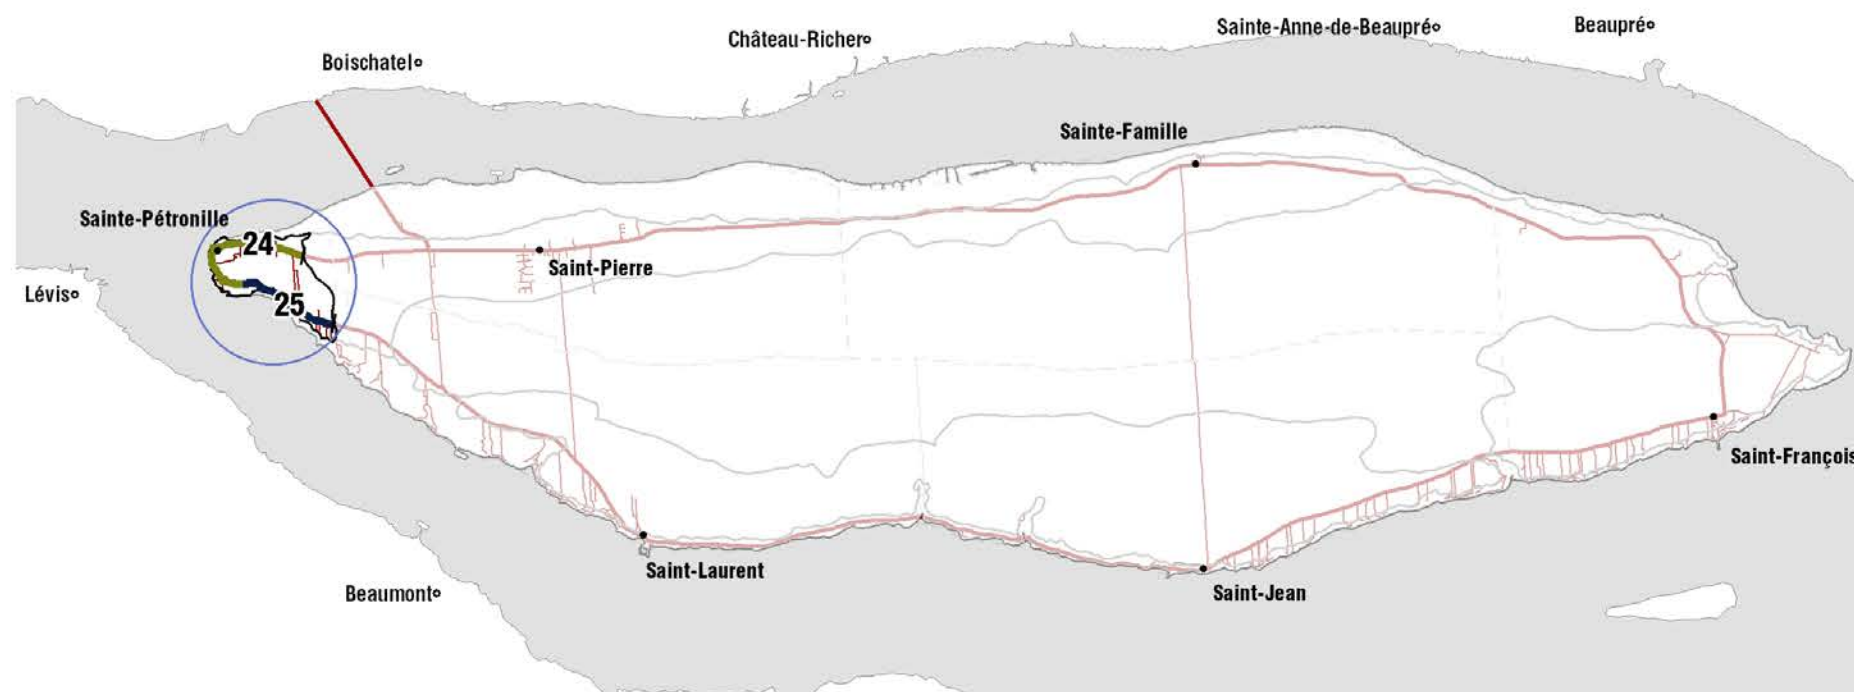 Sainte-Anne-de-Beaupré
Beaupré
Château-Richer
Boischatel
Sainte-Famille
Sainte-Pétronille
24
Saint-Pierre
Lévis
25
Saint-François
Saint-Laurent
Beaumont
Saint-Jean